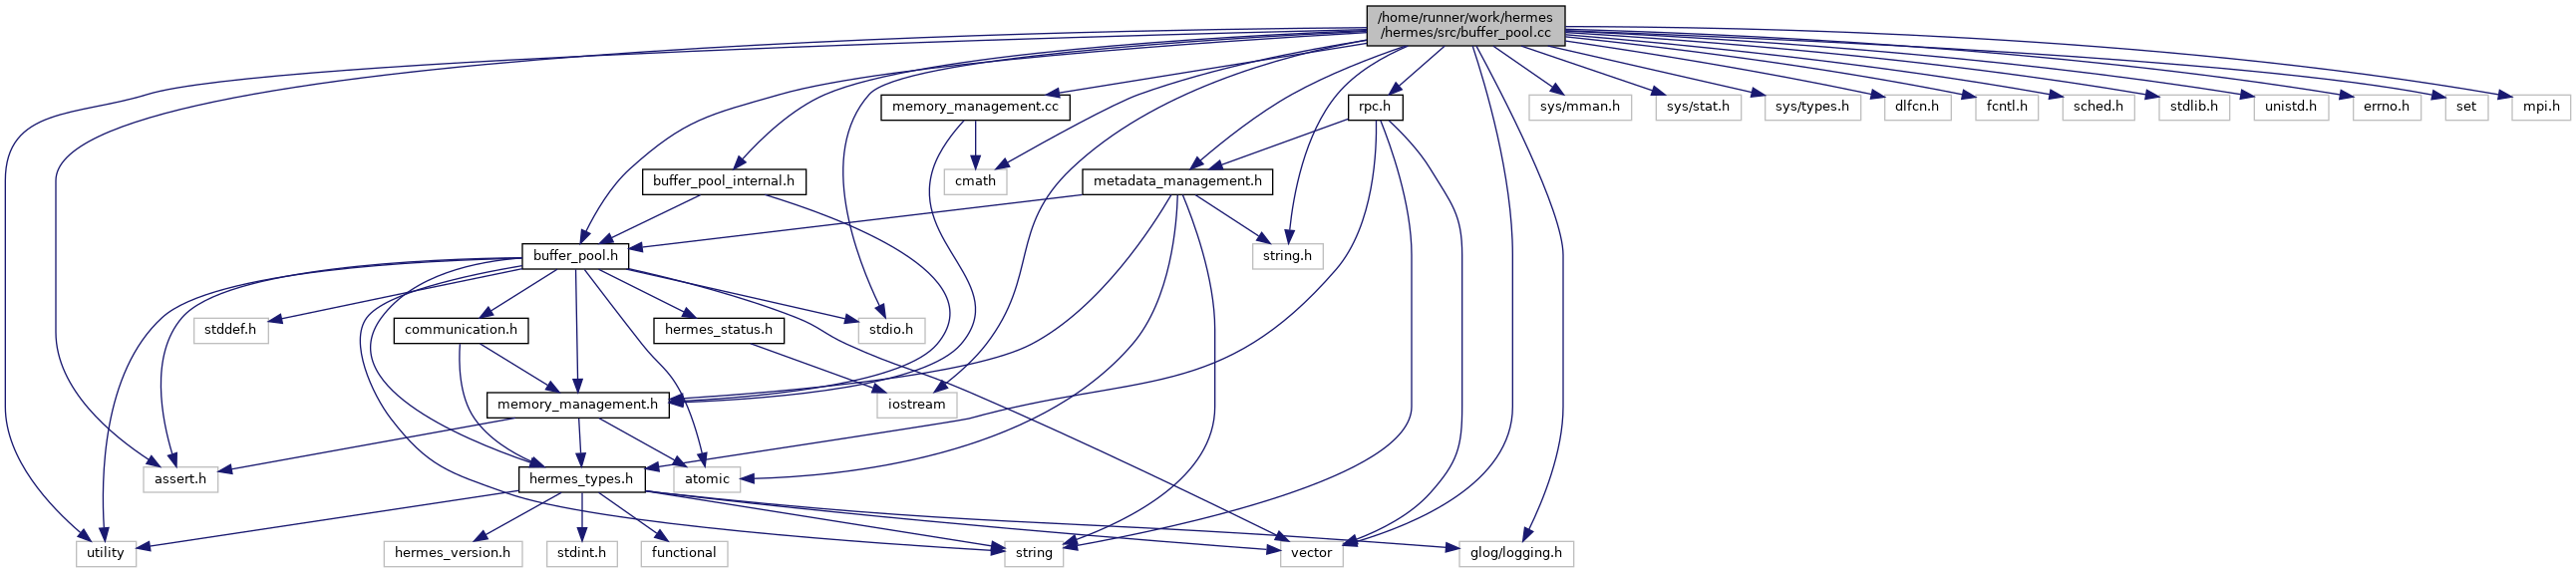 /home/runner/work/hermes
/hermes/src/buffer_pool.cc
memory_management.cc
rpc.h
sys/mman.h
sys/stat.h
sys/types.h
dlfcn.h
fcntl.h
sched.h
stdlib.h
unistd.h
errno.h
set
mpi.h
buffer_pool_internal.h
cmath
metadata_management.h
buffer_pool.h
string.h
stddef.h
communication.h
hermes_status.h
stdio.h
memory_management.h
iostream
assert.h
hermes_types.h
atomic
utility
hermes_version.h
stdint.h
functional
string
vector
glog/logging.h